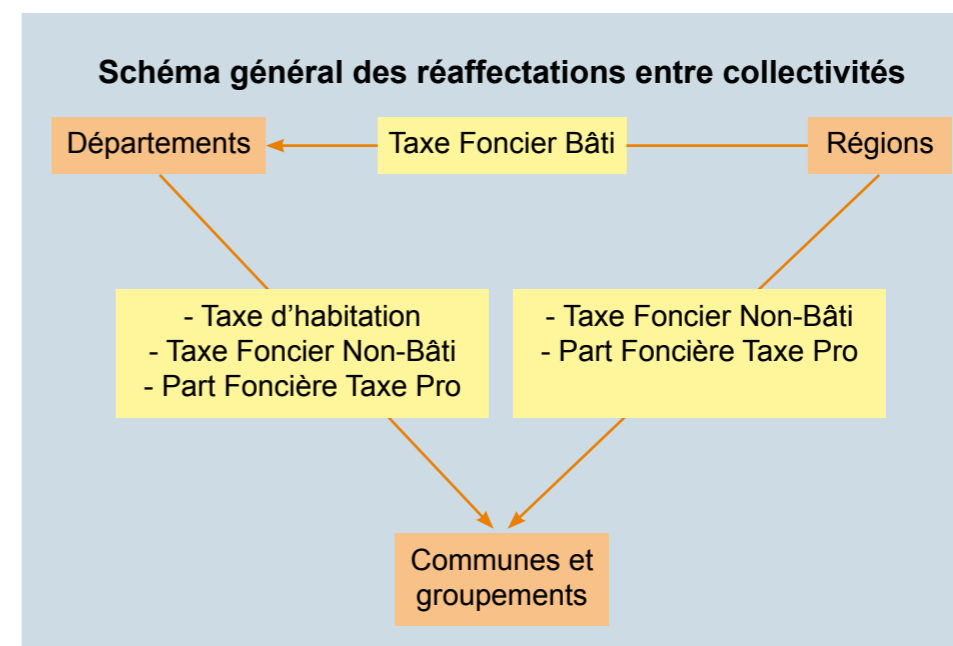 Schéma général des réaffectations entre collectivités
Départements
Taxe Foncier Bâti
Régions
- Taxe d’habitation
- Taxe Foncier Non-Bâti
- Part Foncière Taxe Pro
- Taxe Foncier Non-Bâti
- Part Foncière Taxe Pro
Communes et
groupements